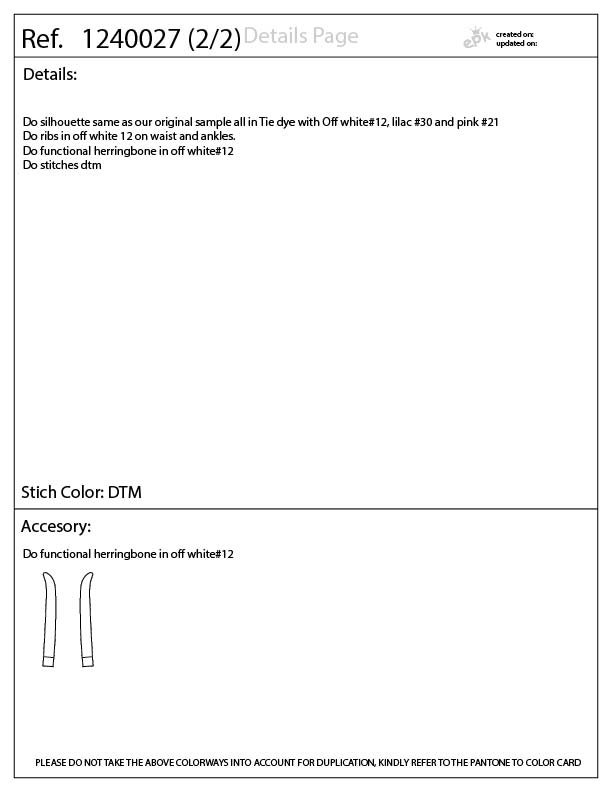 Ref. 1240027 (2/2) Details Page
epk
created on:
updated on:
Details:
Do silhouette same as our original sample all in Tie dye with Off white#12, lilac #30 and pink #21
Do ribs in off white 12 on waist and ankles.
Do functional herringbone in off white#12
Do stitches dtm
Stich Color: DTM
Accesory:
Do functional herringbone in off white#12
PLEASE DO NOT TAKE THE ABOVE COLORWAYS INTO ACCOUNT FOR DUPLICATION, KINDLY REFER TO THE PANTONE TO COLOR CARD